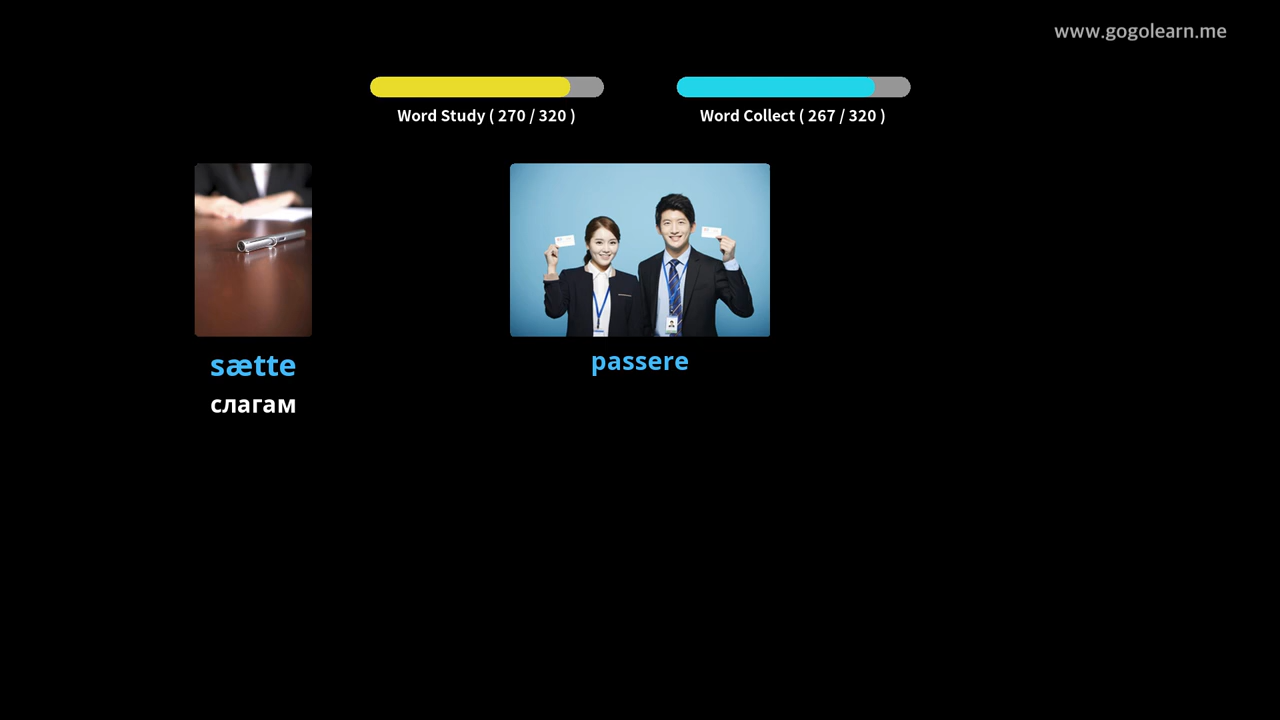 www.gogolearn.me
Word Study ( 270 / 320 )
Word Collect ( 267 / 320 )
sætte
слагам
passere